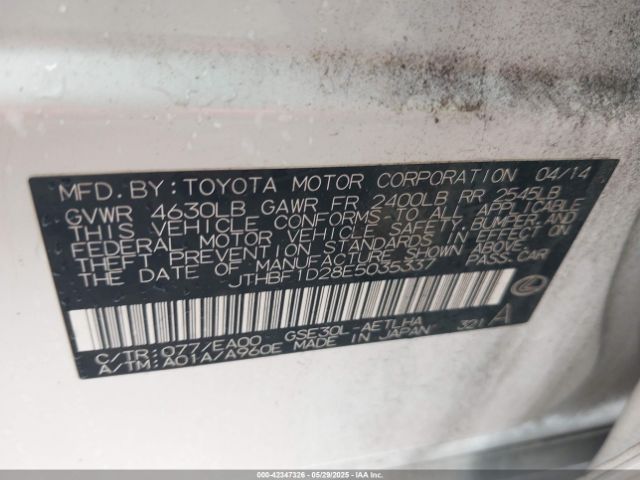 MFD. BY: TOYOTA MOTOR CORPORATION 04/14
GVWR 4630LB GAWR FR 2400LB RR 2545LB
THIS VEHICLE CONFORMS TO ALL APPLICABLE
FEDERAL MOTOR VEHICLE SAFETY, BUMPER AND
THEFT PREVENTION STANDARDS IN EFFECT ON
THE DATE OF MANUFACTURE SHOWN ABOVE.
JTHBF1D28E5035337 PASS. CAR
C/TR: 077/EA00 GSE30L-AETLHA 321 A
A/TM: A01A/A960E MADE IN JAPAN
000-42347326 - 05/29/2025 - IAA, Inc.